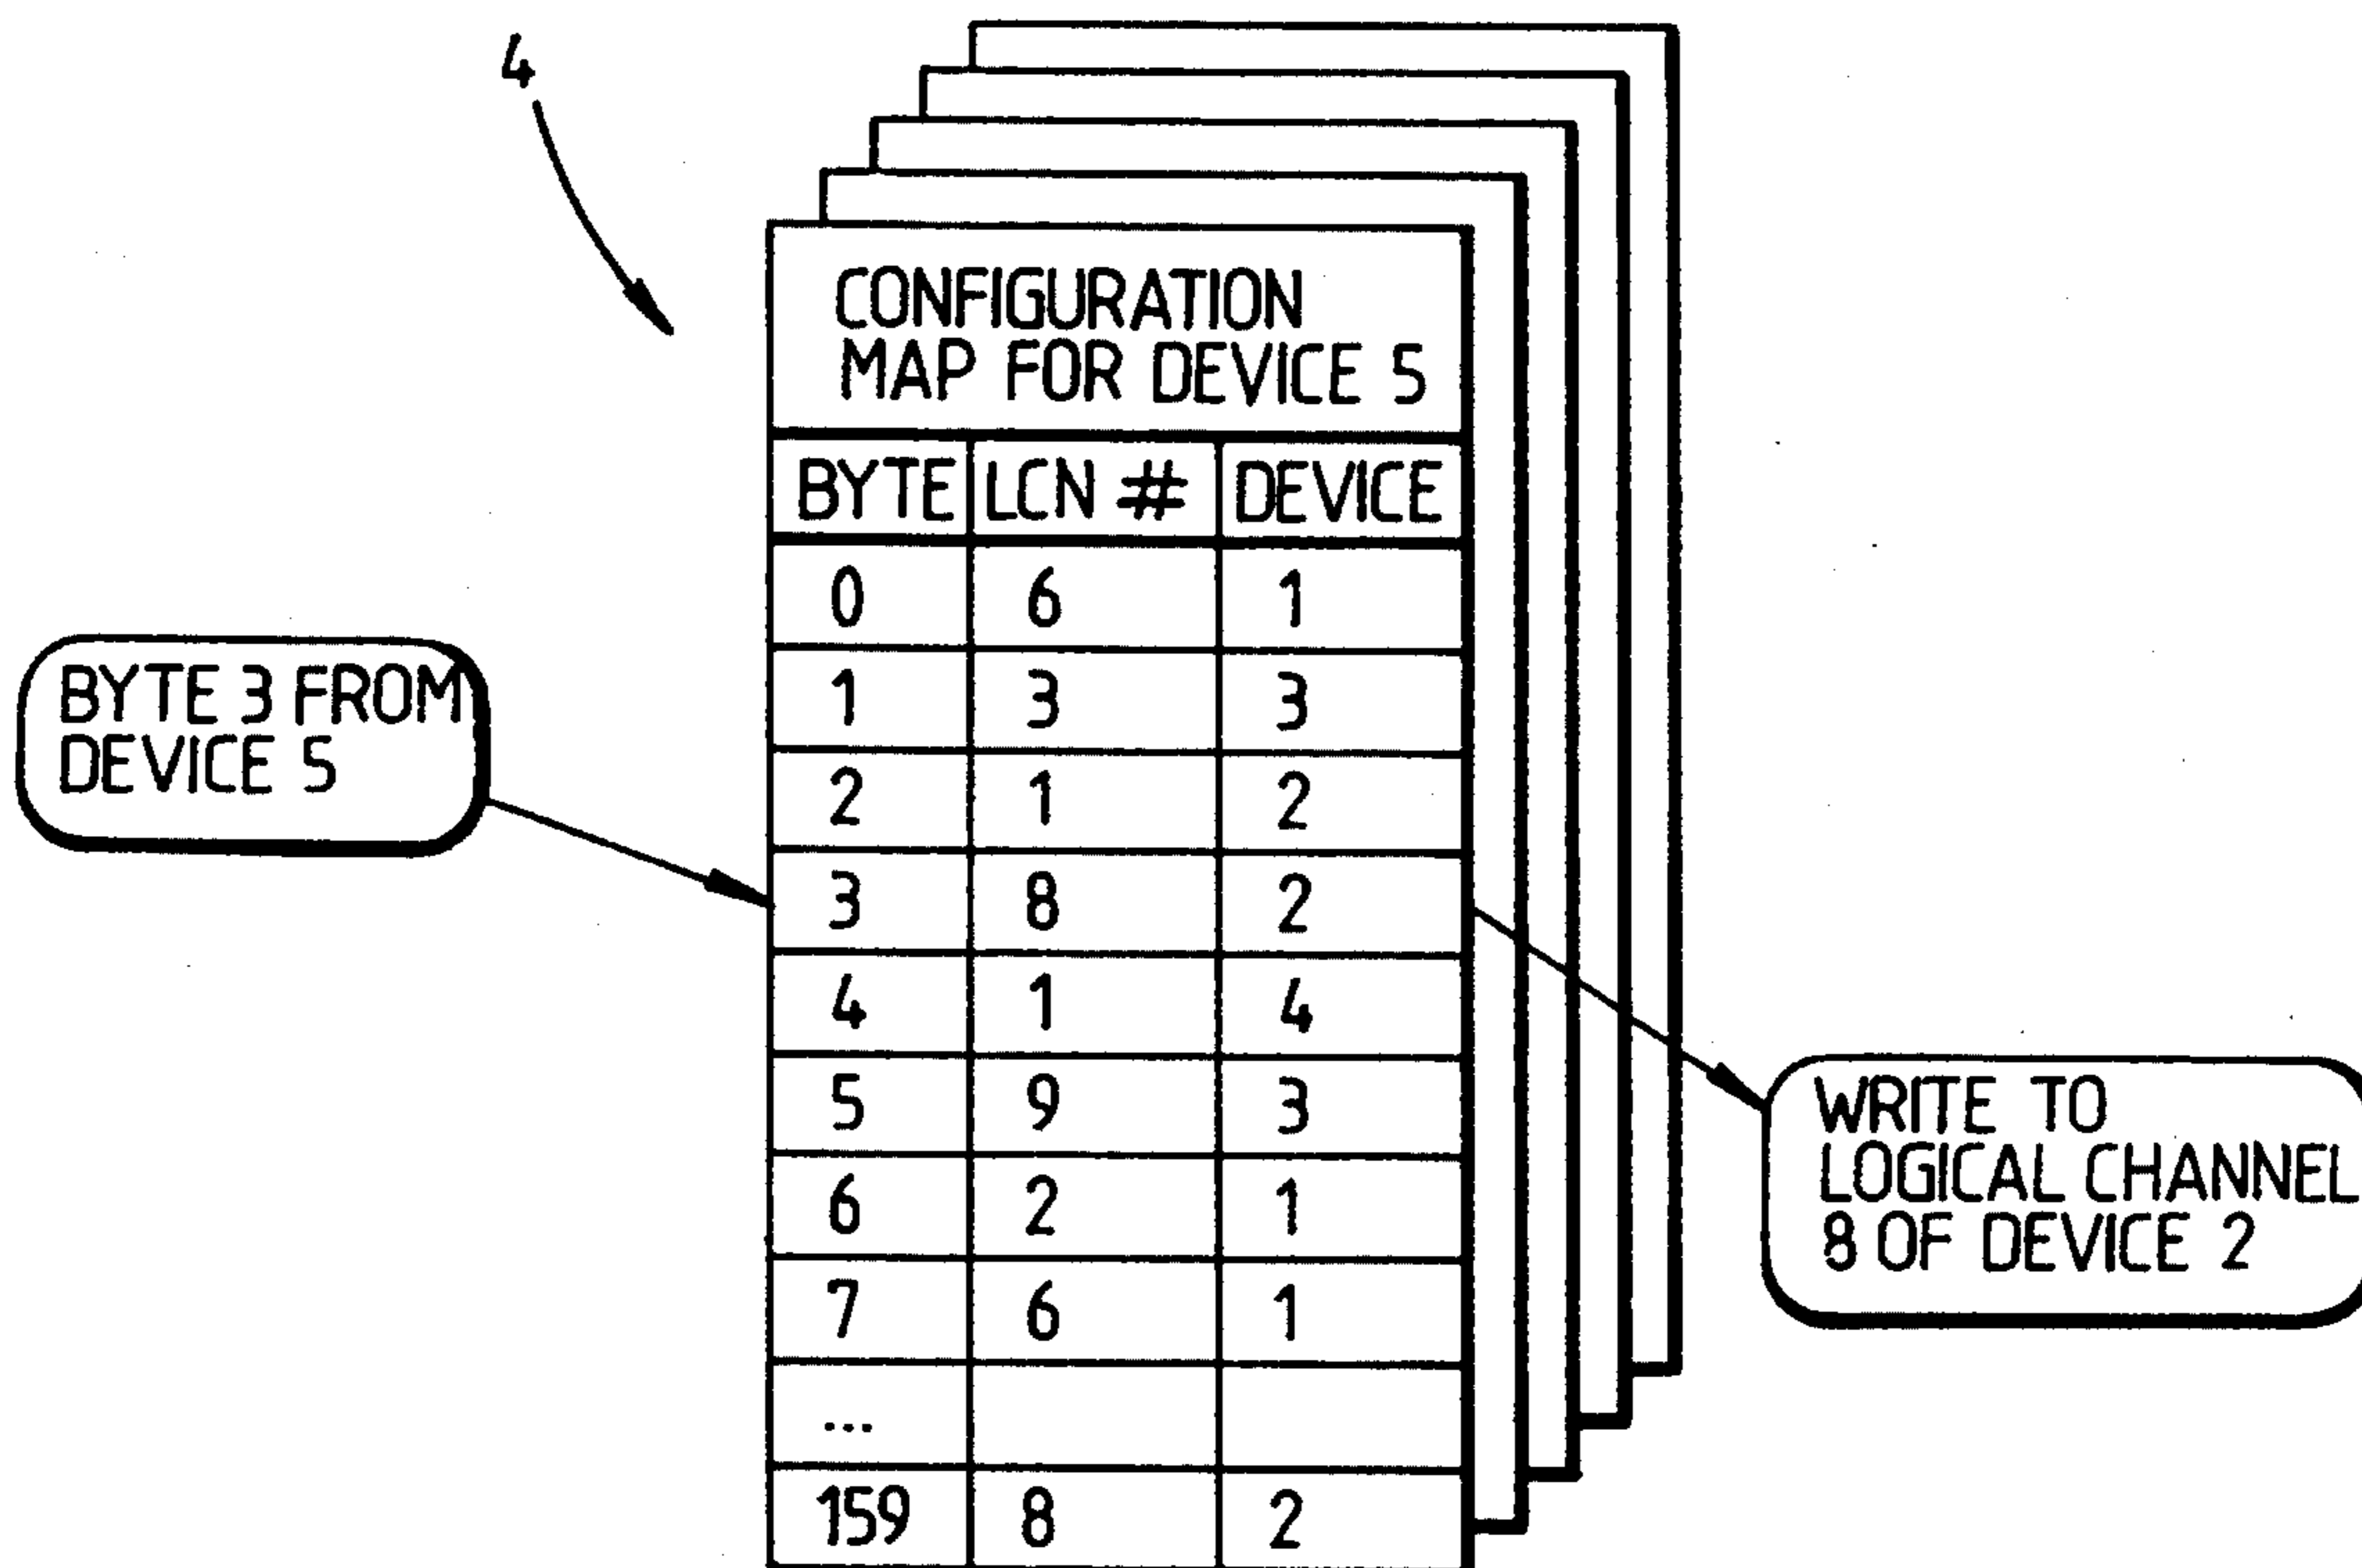 4
CONFIGURATION
MAP FOR DEVICE 5
BYTE LCN # DEVICE
0 6 1
1 3 3
2 1 2
3 8 2
4 1 4
5 9 3
6 2 1
7 6 1
...
159 8 2
BYTE 3 FROM
DEVICE 5
WRITE TO
LOGICAL CHANNEL
8 OF DEVICE 2